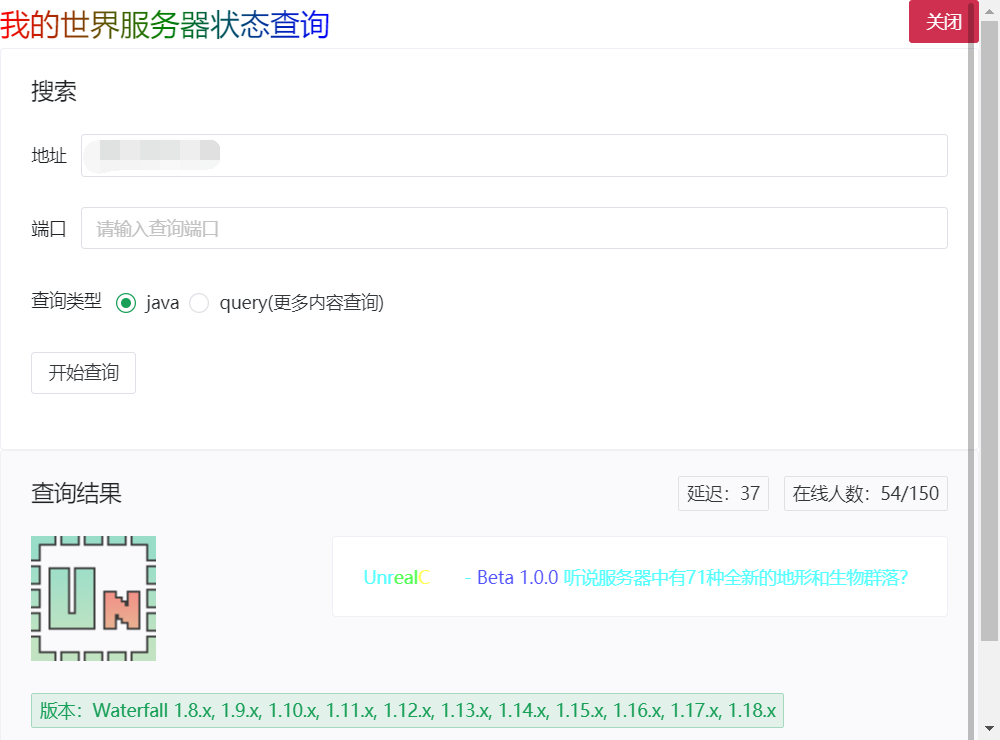 我的世界服务器状态查询
关闭
搜索
地址
端口 请输入查询端口
查询类型 java query(更多内容查询)
开始查询
查询结果 延迟：37 在线人数：54/150
UnrealC - Beta 1.0.0 听说服务器中有71种全新的地形和生物群落?
UN
版本：Waterfall 1.8.x, 1.9.x, 1.10.x, 1.11.x, 1.12.x, 1.13.x, 1.14.x, 1.15.x, 1.16.x, 1.17.x, 1.18.x